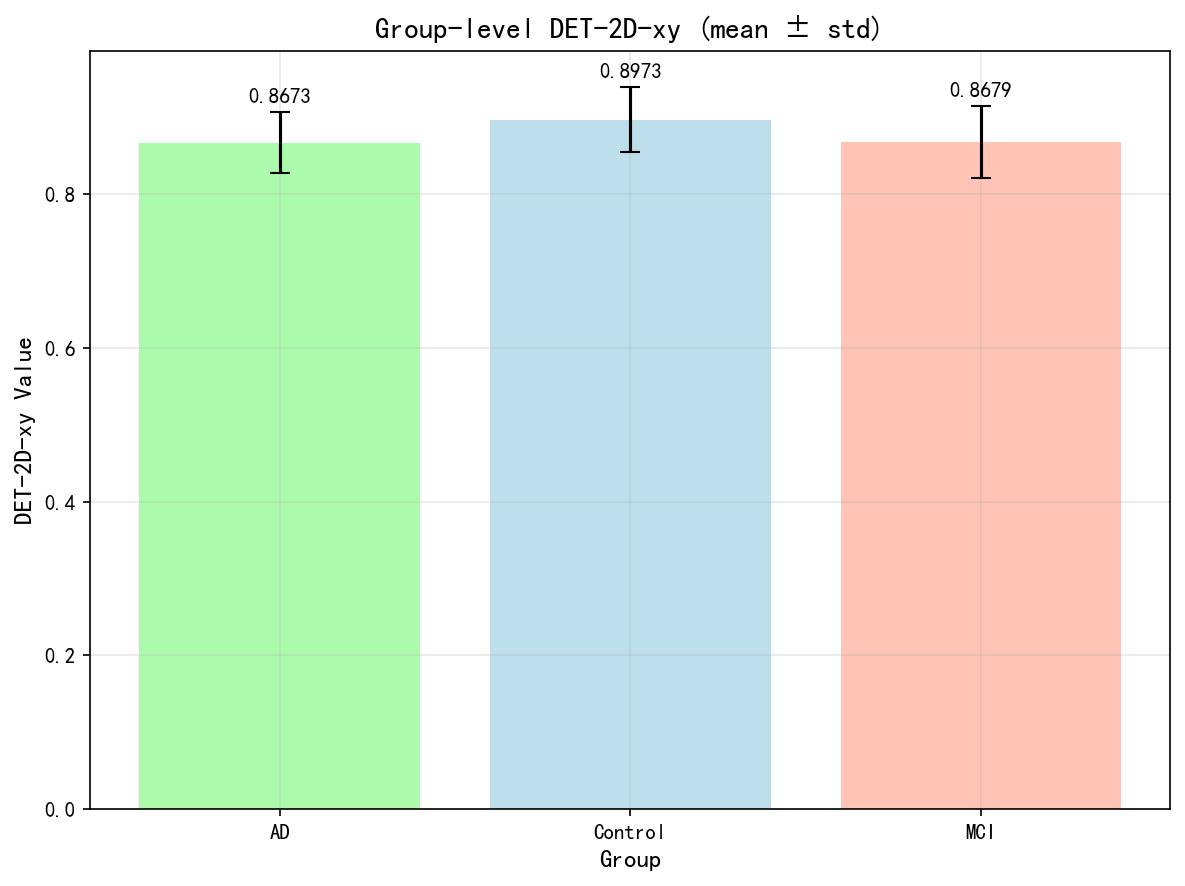 Group-level DET-2D-xy (mean ± std)
0.8673
0.8973
0.8679
DET-2D-xy Value
0.8
0.6
0.4
0.2
0.0
AD
Control
MCI
Group